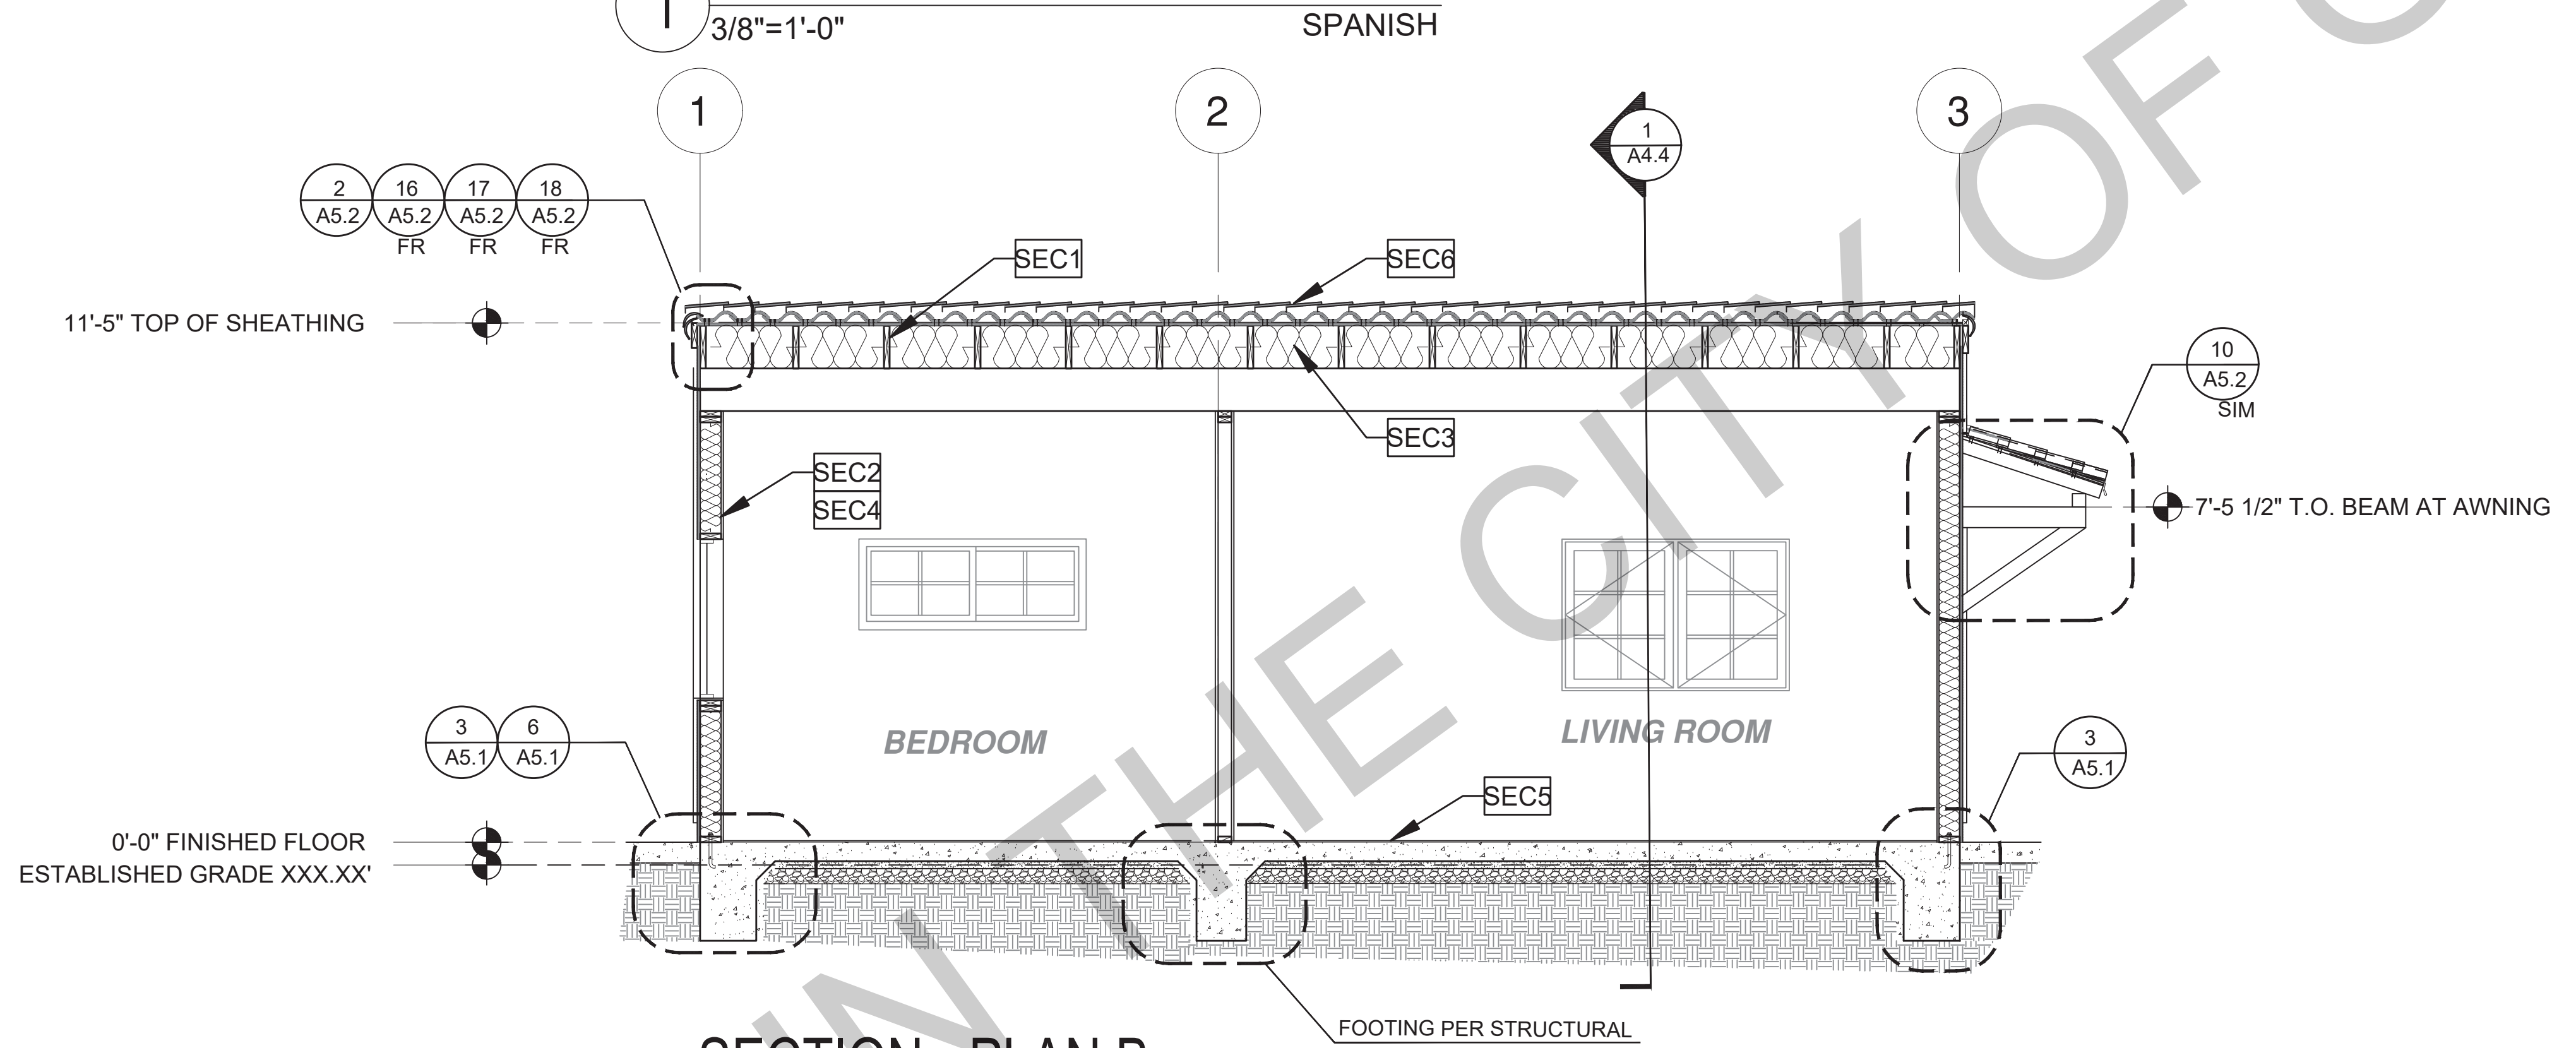 1
3/8"=1'-0" SPANISH
1 2 3
1
A4.4
2 16 17 18
A5.2 A5.2 A5.2 A5.2
FR FR FR
SEC1 SEC6
11'-5" TOP OF SHEATHING
10
A5.2
SIM
SEC3
SEC2
SEC4
7'-5 1/2" T.O. BEAM AT AWNING
BEDROOM LIVING ROOM
3 6
A5.1 A5.1
3
A5.1
SEC5
0'-0" FINISHED FLOOR
ESTABLISHED GRADE XXX.XX'
FOOTING PER STRUCTURAL
SECTION - PLAN B
IN THE CITY OF